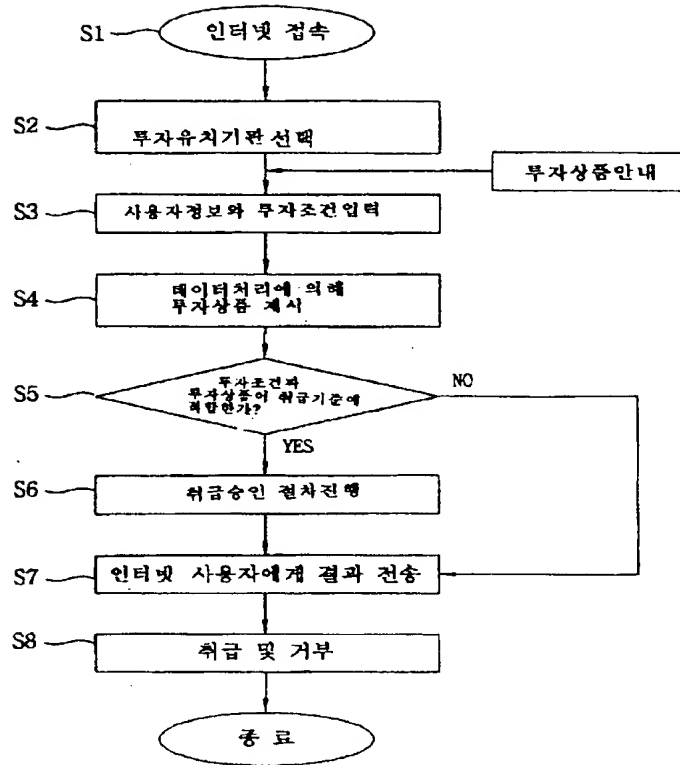 S1
인터넷 접속
S2
투자유치기관 선택
투자상품안내
S3
사용자정보와 투자조건입력
S4
데이터처리에 의해
투자상품 제시
S5
투자조건과
투자상품이 취급기준에
적합한가?
NO
YES
S6
취급승인 절차진행
S7
인터넷 사용자에게 결과 전송
S8
취급 및 거부
종 료